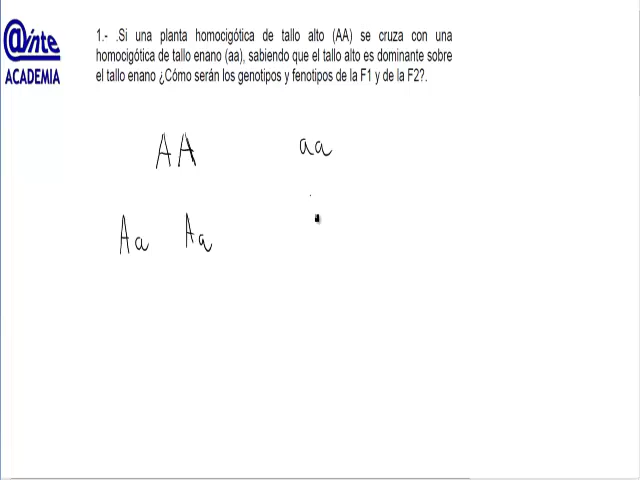 @inte
ACADEMIA
1.- .Si una planta homocigótica de tallo alto (AA) se cruza con una
homocigótica de tallo enano (aa), sabiendo que el tallo alto es dominante sobre
el tallo enano ¿Cómo serán los genotipos y fenotipos de la F1 y de la F2?.
AA aa
Aa Aa